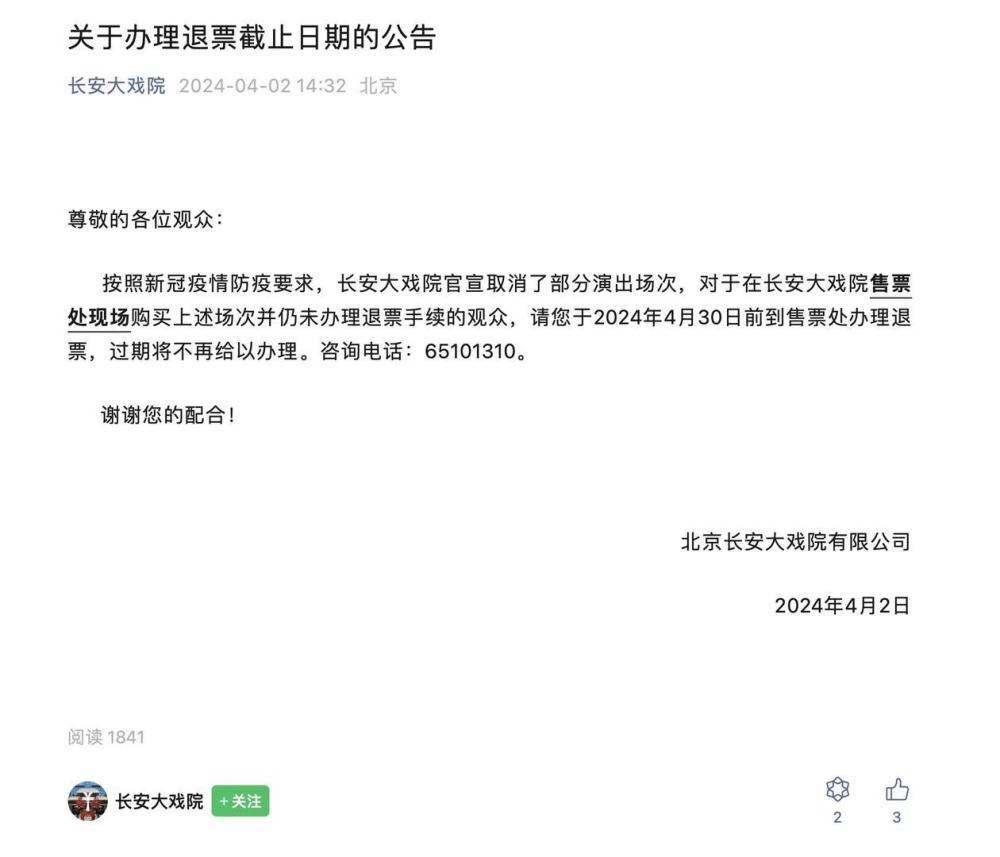 关于办理退票截止日期的公告
长安大戏院 2024-04-02 14:32 北京
尊敬的各位观众：
按照新冠疫情防疫要求，长安大戏院官宣取消了部分演出场次，对于在长安大戏院售票
处现场购买上述场次并仍未办理退票手续的观众，请您于2024年4月30日前到售票处办理退
票，过期将不再给以办理。咨询电话：65101310。
谢谢您的配合！
北京长安大戏院有限公司
2024年4月2日
阅读 1841
长安大戏院 +关注
2 3